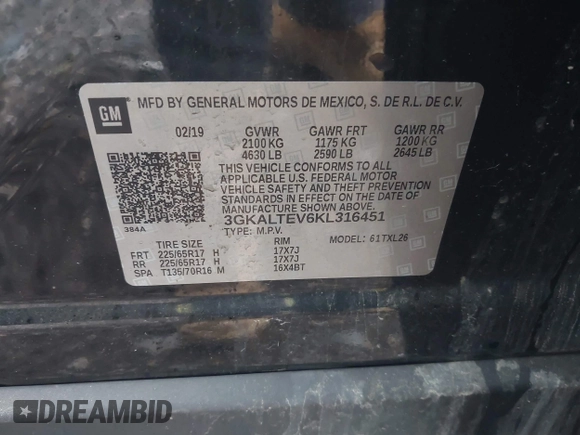 GM
MFD BY GENERAL MOTORS DE MEXICO, S. DE R.L. DE C.V.
02/19 GVWR GAWR FRT GAWR RR
2100 KG 1175 KG 1200 KG
4630 LB 2590 LB 2645 LB
THIS VEHICLE CONFORMS TO ALL
APPLICABLE U.S. FEDERAL MOTOR
VEHICLE SAFETY AND THEFT PREVENTION
STANDARDS IN EFFECT ON THE DATE OF
MANUFACTURE SHOWN ABOVE.
3GKALTEV6KL316451
384A TYPE: M.P.V. MODEL: 61TXL26
TIRE SIZE RIM
FRT 225/65R17 H 17X7J
RR 225/65R17 H 17X7J
SPA T135/70R16 M 16X4BT
DREAMBID